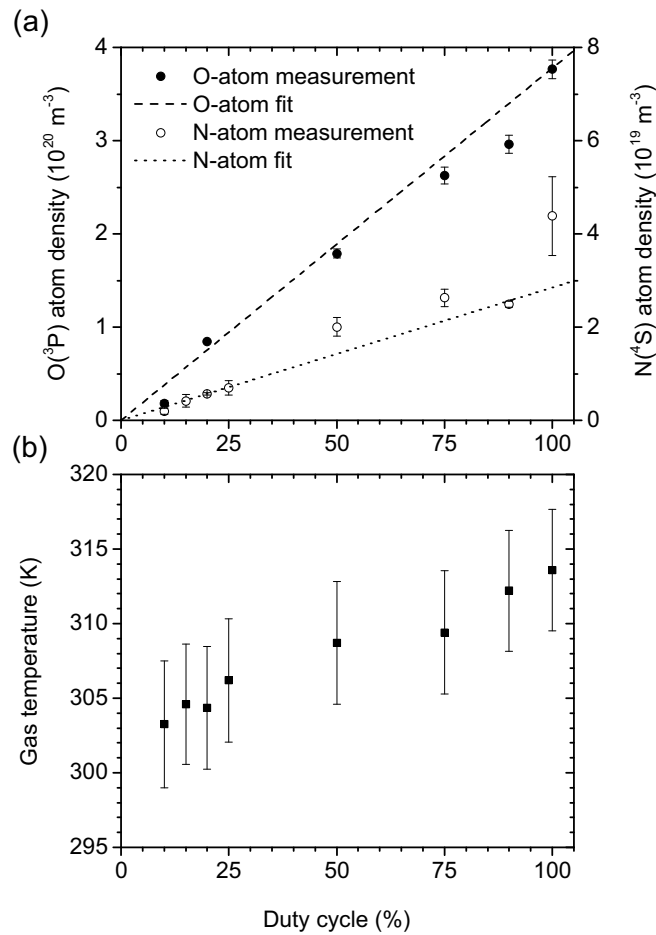 (a)
4
3
2
1
0
O(³P) atom density (10²⁰ m⁻³)
O-atom measurement
O-atom fit
N-atom measurement
N-atom fit
8
6
4
2
0
N(⁴S) atom density (10¹⁹ m⁻³)
0 25 50 75 100
(b)
320
315
310
305
300
295
Gas temperature (K)
0 25 50 75 100
Duty cycle (%)